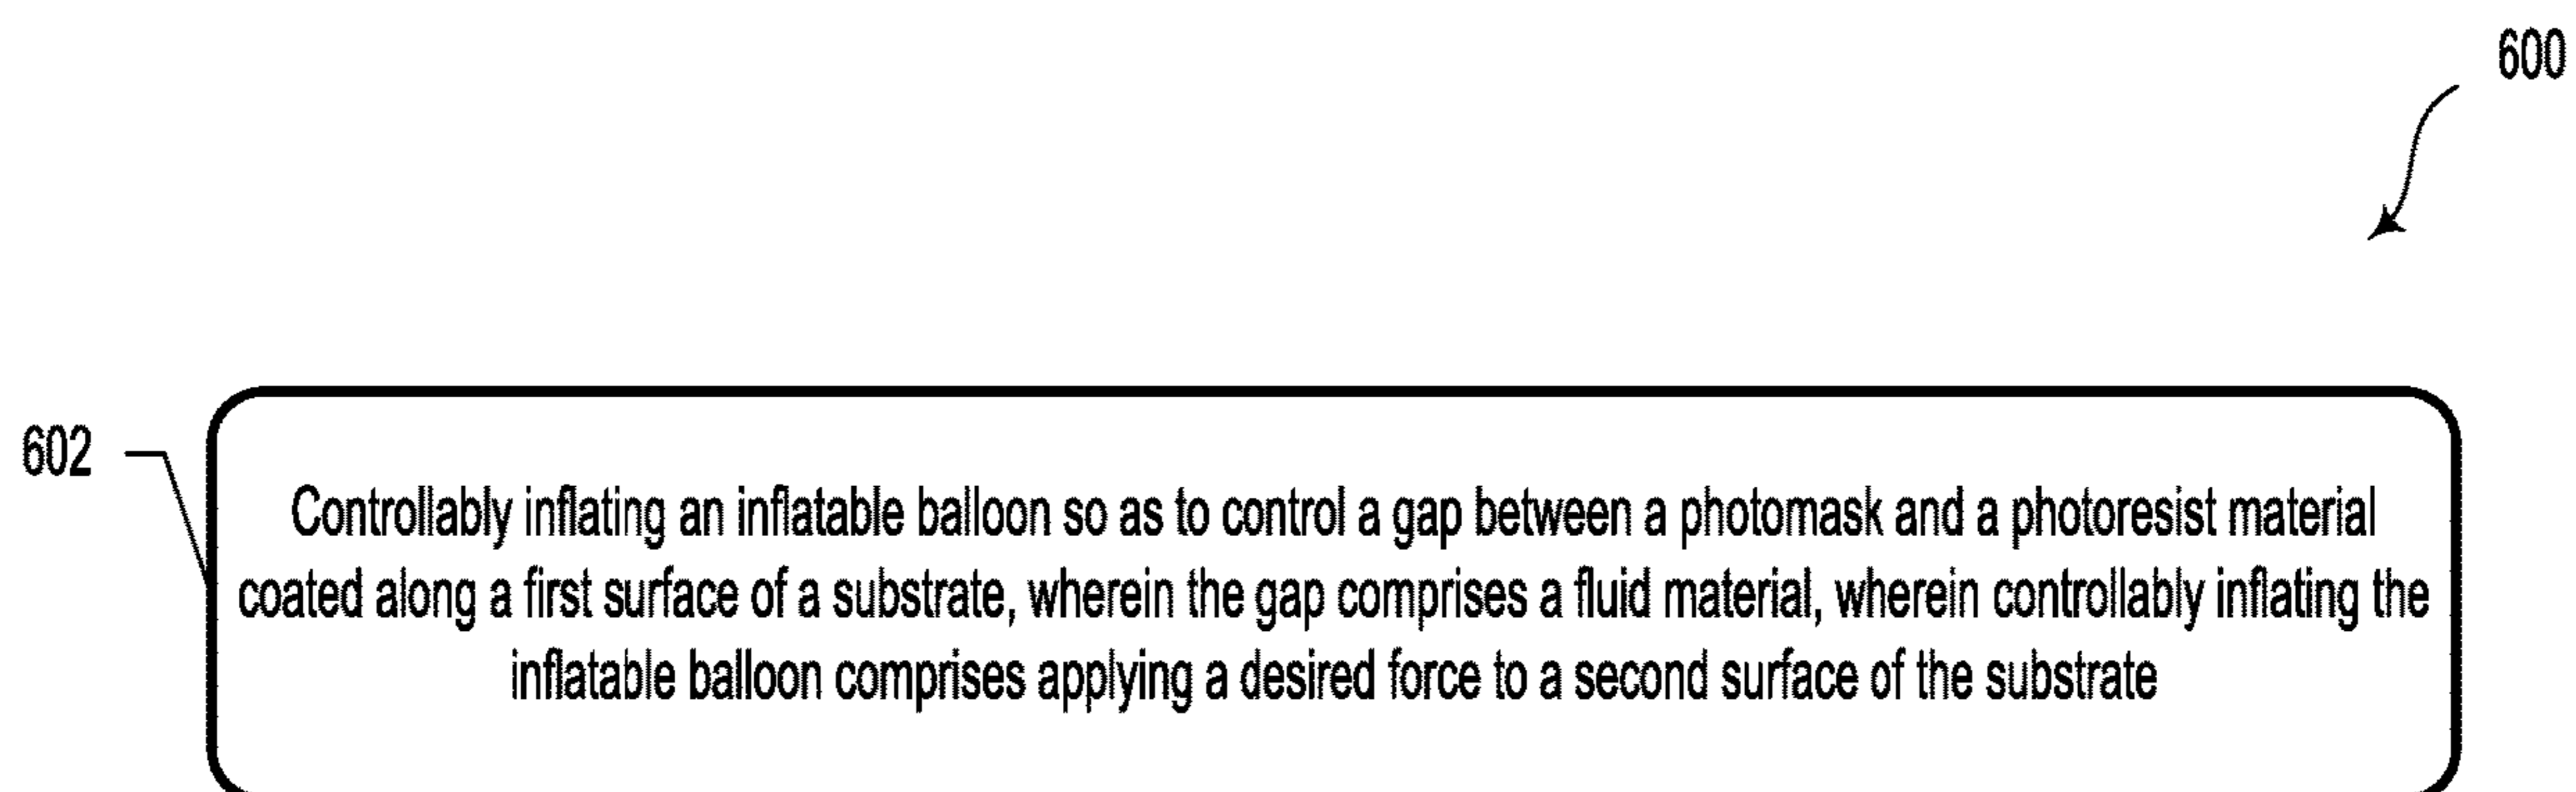 600
602
Controllably inflating an inflatable balloon so as to control a gap between a photomask and a photoresist material
coated along a first surface of a substrate, wherein the gap comprises a fluid material, wherein controllably inflating the
inflatable balloon comprises applying a desired force to a second surface of the substrate